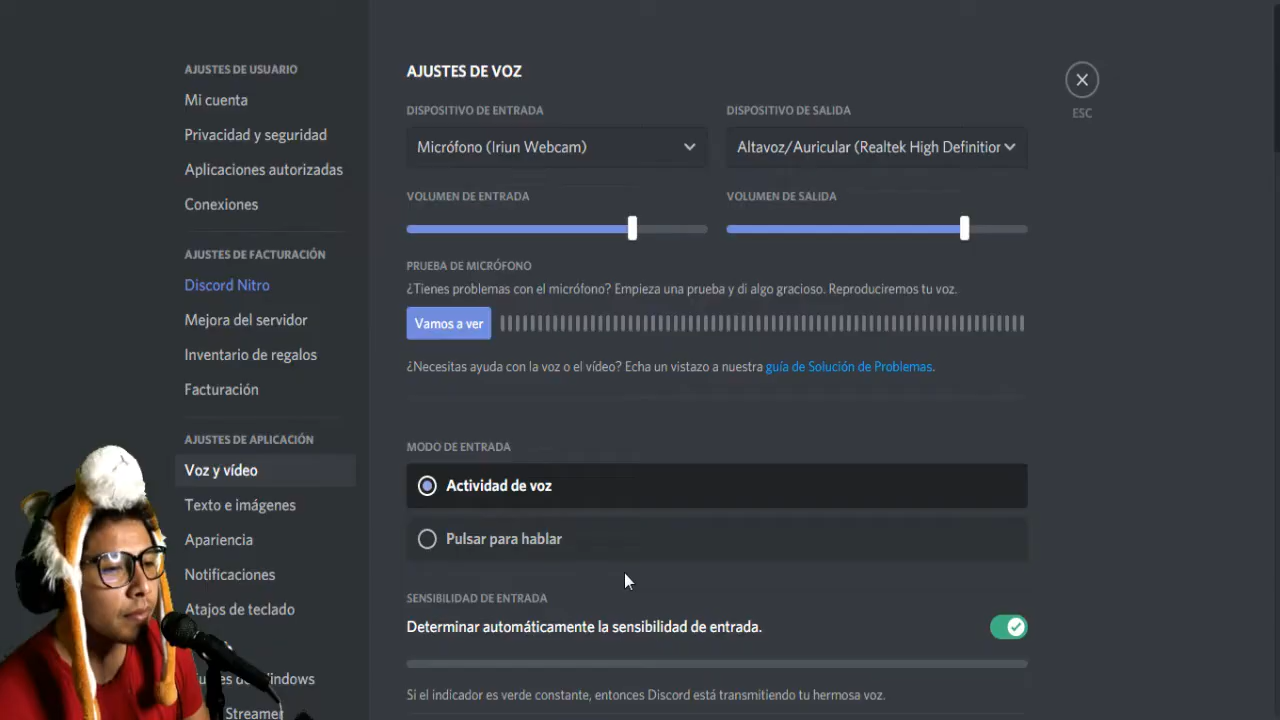 AJUSTES DE USUARIO
Mi cuenta
Privacidad y seguridad
Aplicaciones autorizadas
Conexiones
AJUSTES DE FACTURACIÓN
Discord Nitro
Mejora del servidor
Inventario de regalos
Facturación
AJUSTES DE APLICACIÓN
Voz y vídeo
Texto e imágenes
Apariencia
Notificaciones
Atajos de teclado
Streamer
AJUSTES DE VOZ
DISPOSITIVO DE ENTRADA
Micrófono (Iriun Webcam)
DISPOSITIVO DE SALIDA
Altavoz/Auricular (Realtek High Definition
VOLUMEN DE ENTRADA
VOLUMEN DE SALIDA
PRUEBA DE MICRÓFONO
¿Tienes problemas con el micrófono? Empieza una prueba y di algo gracioso. Reproduciremos tu voz.
Vamos a ver
¿Necesitas ayuda con la voz o el vídeo? Echa un vistazo a nuestra guía de Solución de Problemas.
MODO DE ENTRADA
Actividad de voz
Pulsar para hablar
SENSIBILIDAD DE ENTRADA
Determinar automáticamente la sensibilidad de entrada.
Si el indicador es verde constante, entonces Discord está transmitiendo tu hermosa voz.
ESC